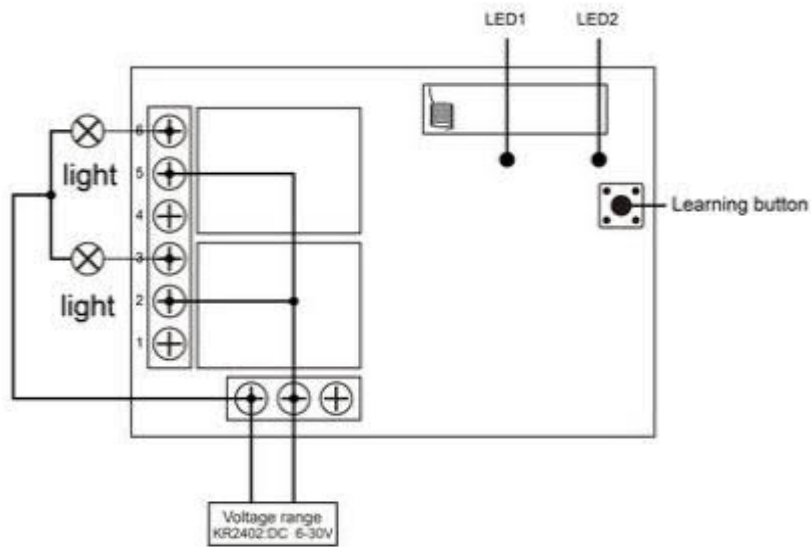 LED1
LED2
6
light
5
4
Learning button
3
light
2
1
Voltage range
KR2402:DC 6-30V